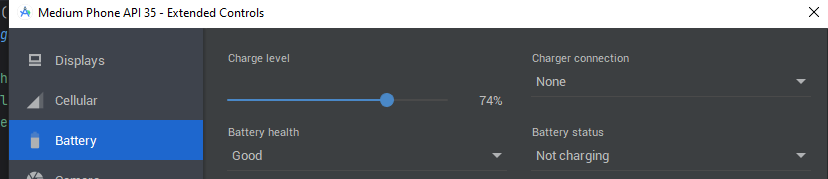 Medium Phone API 35 - Extended Controls
Displays
Cellular
Battery
Charge level
74%
Charger connection
None
Battery health
Good
Battery status
Not charging